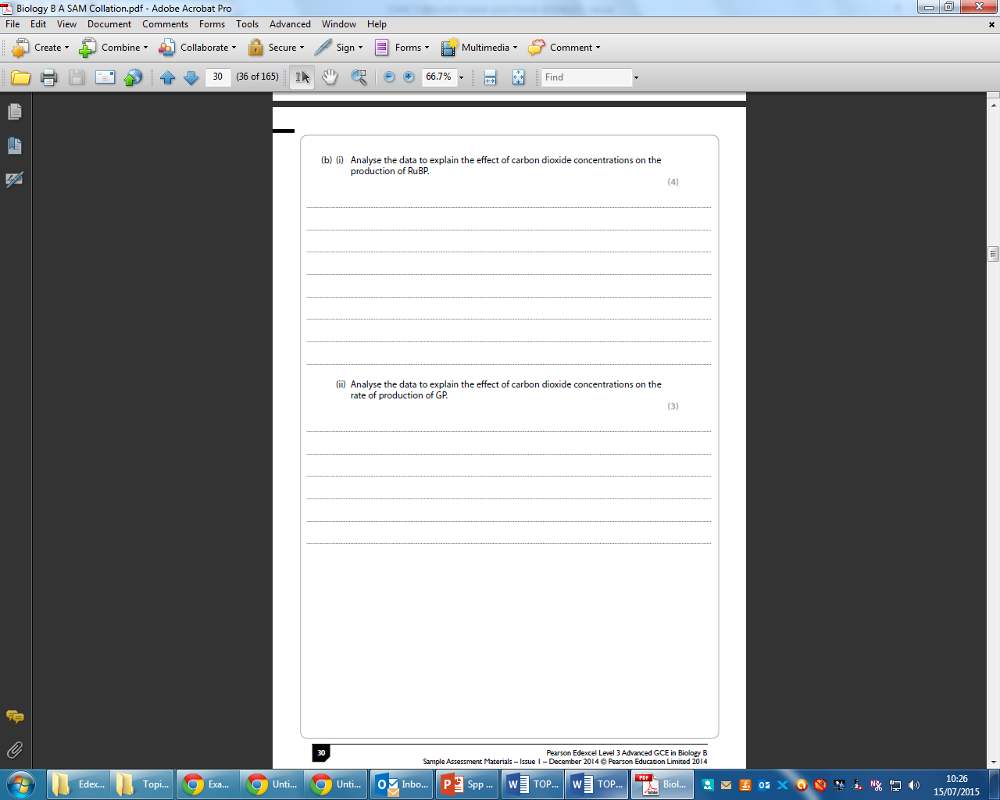 Biology B A SAM Collation.pdf - Adobe Acrobat Pro
File Edit View Document Comments Forms Tools Advanced Window Help
Create Combine Collaborate Secure Sign Forms Multimedia Comment
30 (36 of 165) 66.7% Find
(b) (i) Analyse the data to explain the effect of carbon dioxide concentrations on the
production of RuBP.
(4)
(ii) Analyse the data to explain the effect of carbon dioxide concentrations on the
rate of production of GP.
(3)
30
Pearson Edexcel Level 3 Advanced GCE in Biology B
Sample Assessment Materials – Issue 1 – December 2014 © Pearson Education Limited 2014
Edex... Topi... Exa... Unti... Unti... Inbo... Spp ... TOP... TOP... Biol...
10:26
15/07/2015